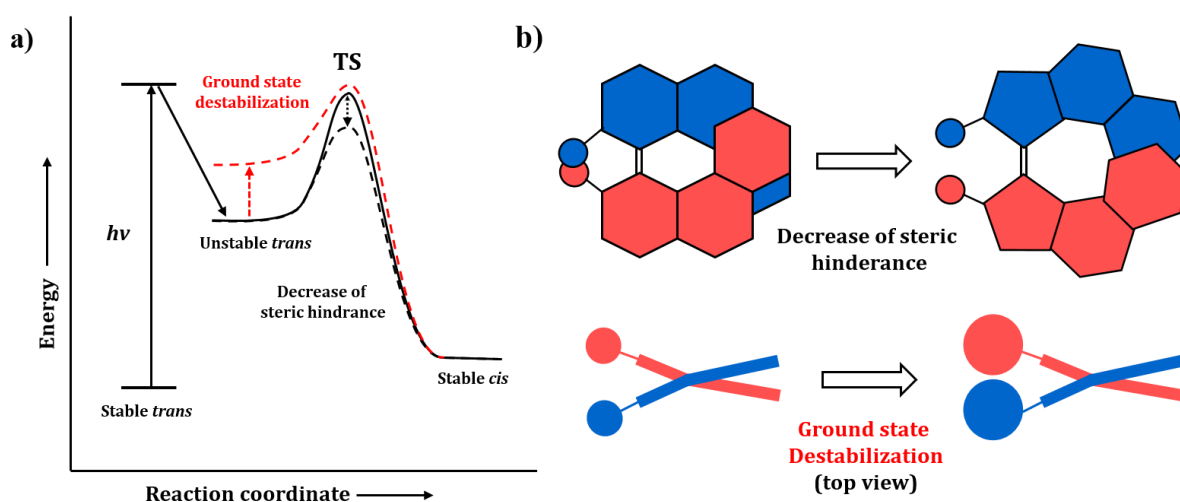 a)
TS
Ground state
destabilization
hν
Energy
Unstable trans
Decrease of
steric hindrance
Stable cis
Stable trans
Reaction coordinate
b)
Decrease of steric
hinderance
Ground state
Destabilization
(top view)